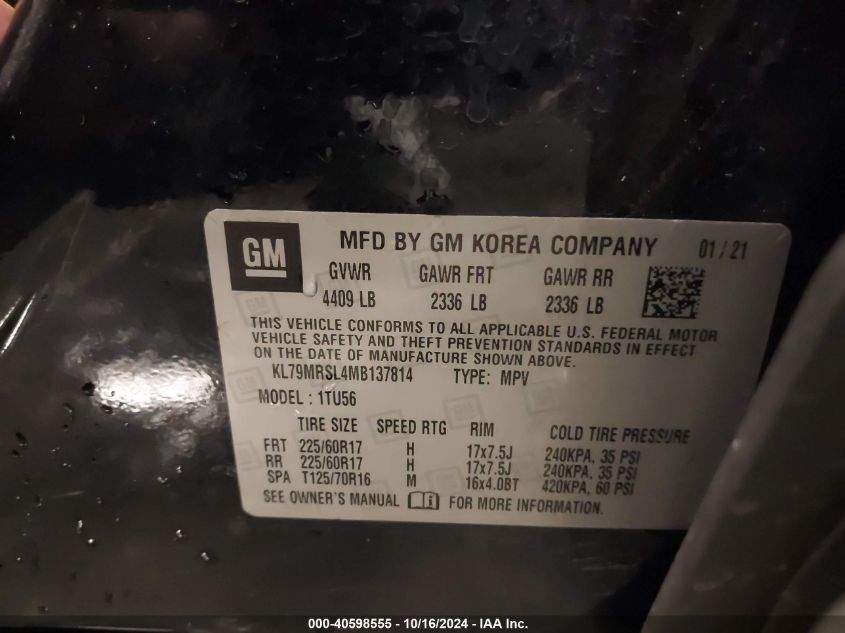 GM MFD BY GM KOREA COMPANY 01/21
GVWR GAWR FRT GAWR RR
4409 LB 2336 LB 2336 LB
THIS VEHICLE CONFORMS TO ALL APPLICABLE U.S. FEDERAL MOTOR
VEHICLE SAFETY AND THEFT PREVENTION STANDARDS IN EFFECT
ON THE DATE OF MANUFACTURE SHOWN ABOVE.
KL79MRSL4MB137814 TYPE: MPV
MODEL : 1TU56
TIRE SIZE SPEED RTG RIM COLD TIRE PRESSURE
FRT 225/60R17 H 17x7.5J 240KPA, 35 PSI
RR 225/60R17 H 17x7.5J 240KPA, 35 PSI
SPA T125/70R16 M 16x4.0BT 420KPA, 60 PSI
SEE OWNER'S MANUAL FOR MORE INFORMATION.
000-40598555 - 10/16/2024 - IAA Inc.